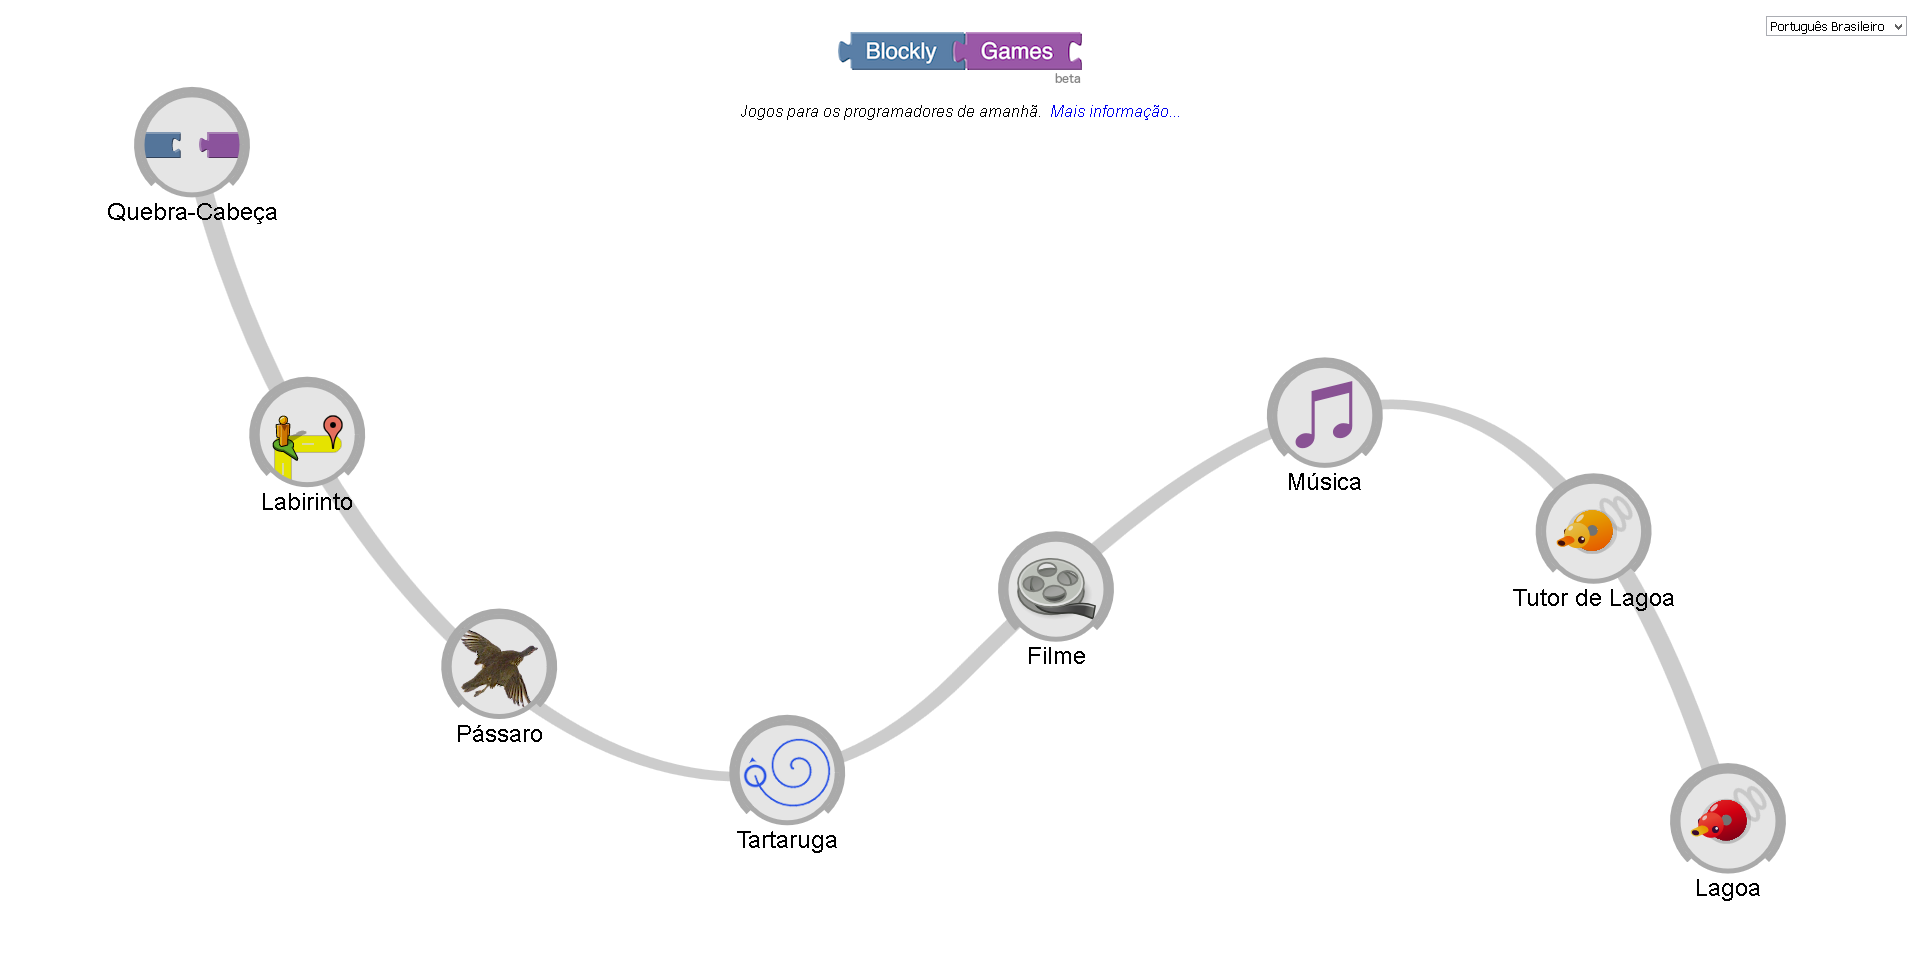 Português Brasileiro
Blockly Games
beta
Jogos para os programadores de amanhã. Mais informação...
Quebra-Cabeça
Labirinto
Pássaro
Tartaruga
Filme
Música
Tutor de Lagoa
Lagoa